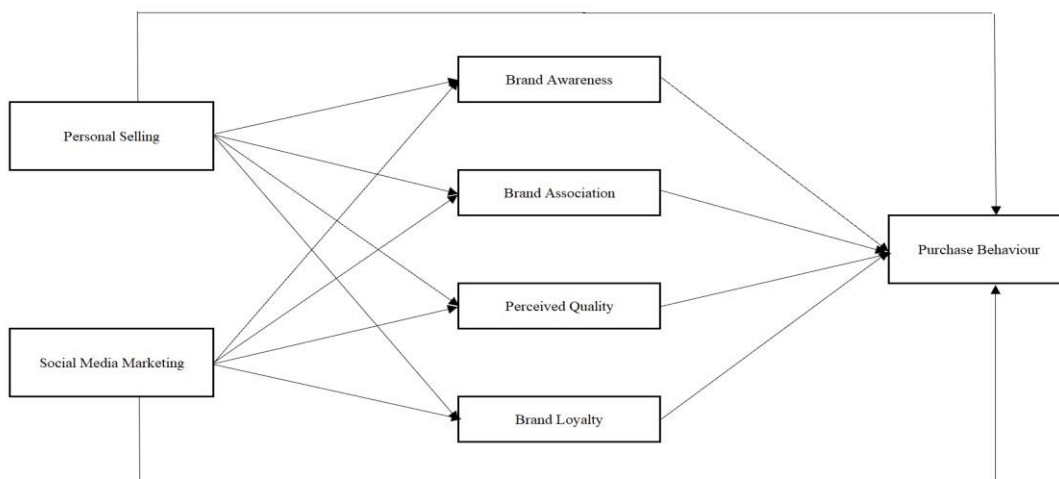 Brand Awareness
Personal Selling
Brand Association
Purchase Behaviour
Perceived Quality
Social Media Marketing
Brand Loyalty